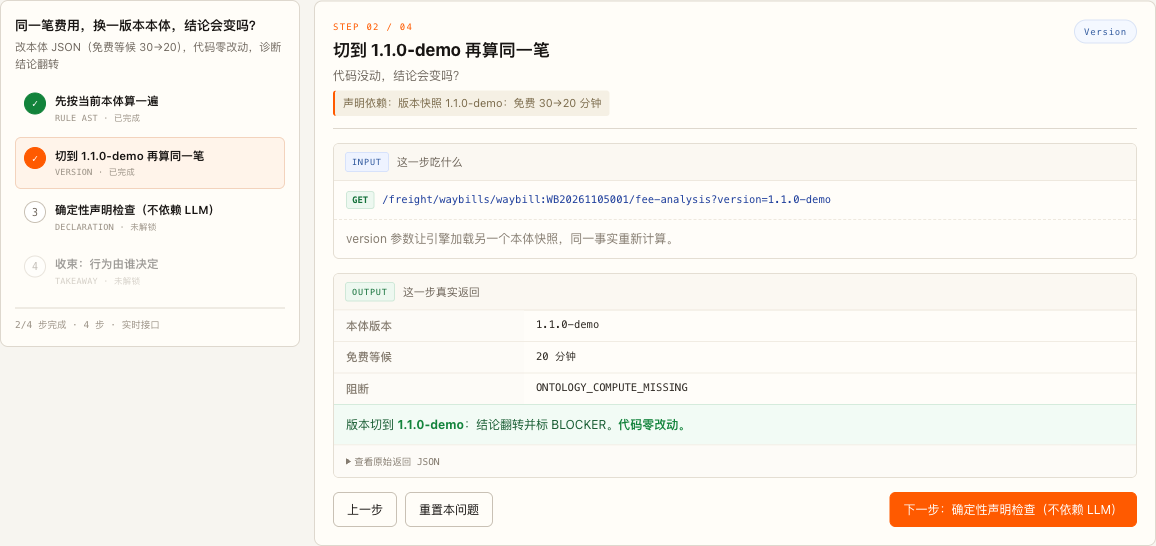 同一笔费用，换一版本本体，结论会变吗？
改本体 JSON（免费等候 30→20），代码零改动，诊断
结论翻转
✓
先按当前本体算一遍
RULE AST · 已完成
✓
切到 1.1.0-demo 再算同一笔
VERSION · 已完成
3
确定性声明检查（不依赖 LLM）
DECLARATION · 未解锁
4
收束：行为由谁决定
TAKEAWAY · 未解锁
2/4 步完成 · 4 步 · 实时接口
STEP 02 / 04
Version
切到 1.1.0-demo 再算同一笔
代码没动，结论会变吗？
声明依赖：版本快照 1.1.0-demo：免费 30→20 分钟
INPUT 这一步吃什么
GET /freight/waybills/waybill:WB20261105001/fee-analysis?version=1.1.0-demo
version 参数让引擎加载另一个本体快照，同一事实重新计算。
OUTPUT 这一步真实返回
本体版本 1.1.0-demo
免费等候 20 分钟
阻断 ONTOLOGY_COMPUTE_MISSING
版本切到 1.1.0-demo：结论翻转并标 BLOCKER。代码零改动。
▶ 查看原始返回 JSON
上一步 重置本问题 下一步：确定性声明检查（不依赖 LLM）